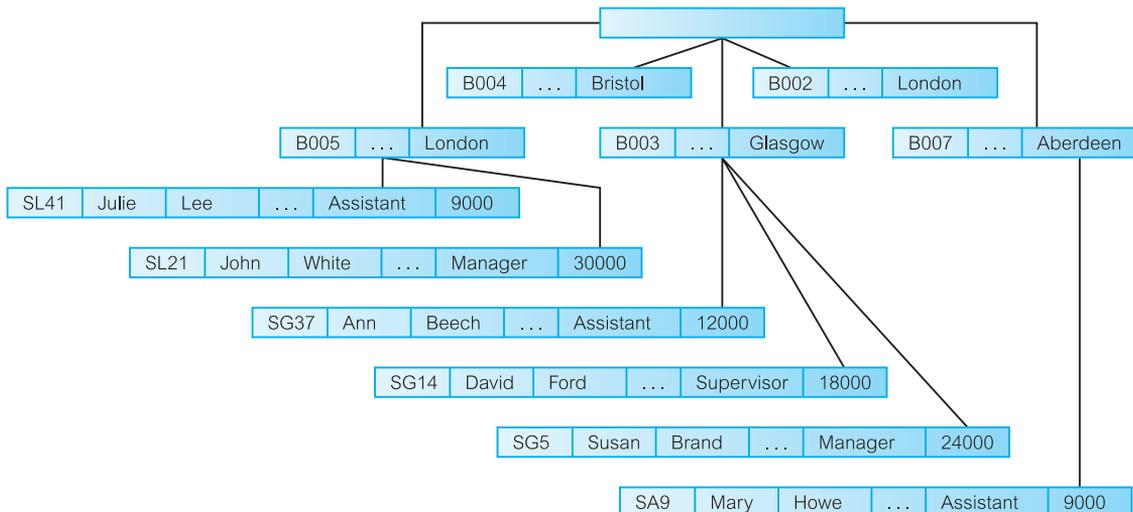 B004 ... Bristol
B002 ... London
B005 ... London
B003 ... Glasgow
B007 ... Aberdeen
SL41 Julie Lee ... Assistant 9000
SL21 John White ... Manager 30000
SG37 Ann Beech ... Assistant 12000
SG14 David Ford ... Supervisor 18000
SG5 Susan Brand ... Manager 24000
SA9 Mary Howe ... Assistant 9000